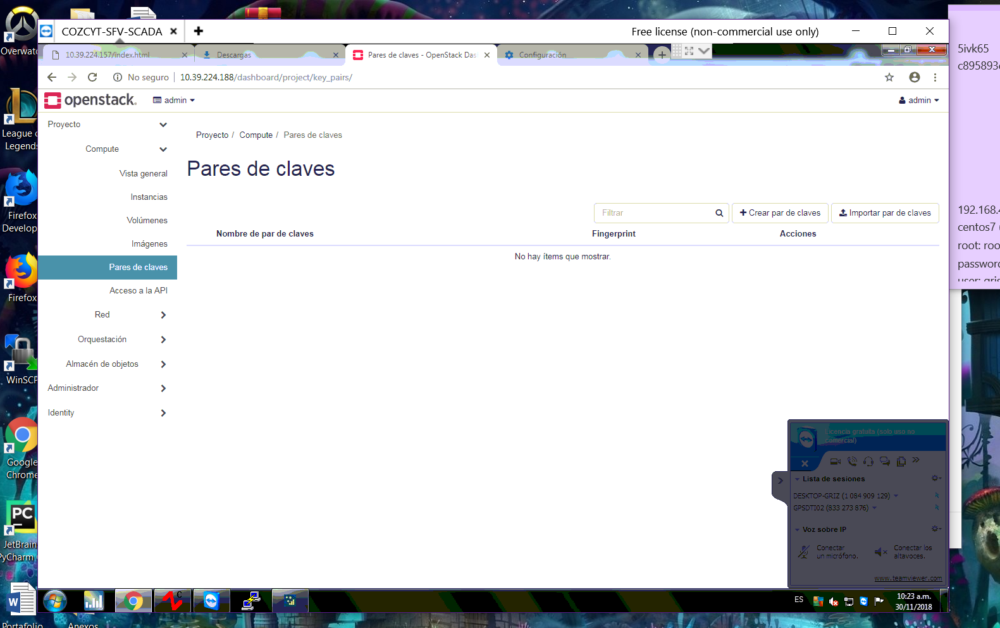 COZCYT-SFV-SCADA
Free license (non-commercial use only)
10.39.224.157/index.html
Descargas
Pares de claves - OpenStack Das
Configuración
No seguro
10.39.224.188/dashboard/project/key_pairs/
openstack.
admin
admin
Proyecto
Compute
Vista general
Instancias
Volúmenes
Imágenes
Pares de claves
Acceso a la API
Red
Orquestación
Almacén de objetos
Administrador
Identity
Proyecto / Compute / Pares de claves
Pares de claves
Filtrar
Crear par de claves
Importar par de claves
Nombre de par de claves
Fingerprint
Acciones
No hay ítems que mostrar.
Licencia gratuita (solo uso no
comercial)
Lista de sesiones
DESKTOP-GRIZ (1 084 909 129)
GPSDTI02 (833 273 876)
Voz sobre IP
Conectar
un micrófono.
Conectar los
altavoces.
www.teamviewer.com
ES
10:23 a.m.
30/11/2018
Overwatc
League o
Legends
Firefox
Develop
Firefox
WinSCP
Google
Chrome
PC
JetBrain
PyCharm
W
Portafolio
Anexos
5ivk65
c895893
192.168.4
centos7 (
root: roo
password
user: gris